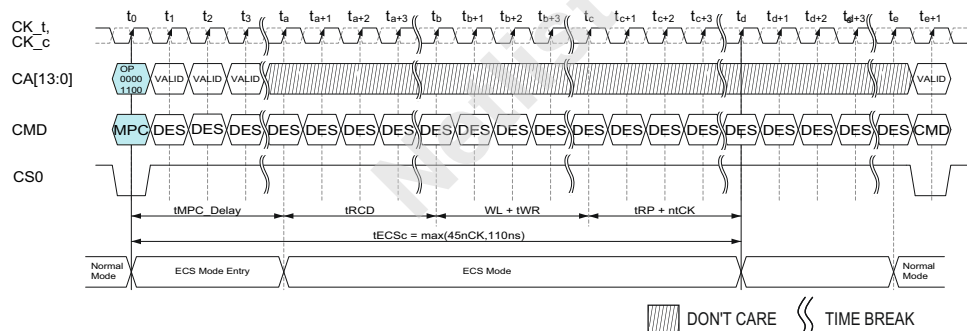 t0 t1 t2 t3 ta ta+1 ta+2 ta+3 tb tb+1 tb+2 tb+3 tc tc+1 tc+2 tc+3 td td+1 td+2 td+3 te te+1
CK_t,
CK_c
CA[13:0]
OP
0000
1100
VALID VALID VALID VALID
CMD MPC DES DES DES DES DES DES DES DES DES DES DES DES DES DES DES DES DES DES DES DES CMD
CS0
tMPC_Delay tRCD WL + tWR tRP + ntCK
tECSc = max(45nCK,110ns)
Normal
Mode
ECS Mode Entry
ECS Mode
Normal
Mode
DON'T CARE TIME BREAK